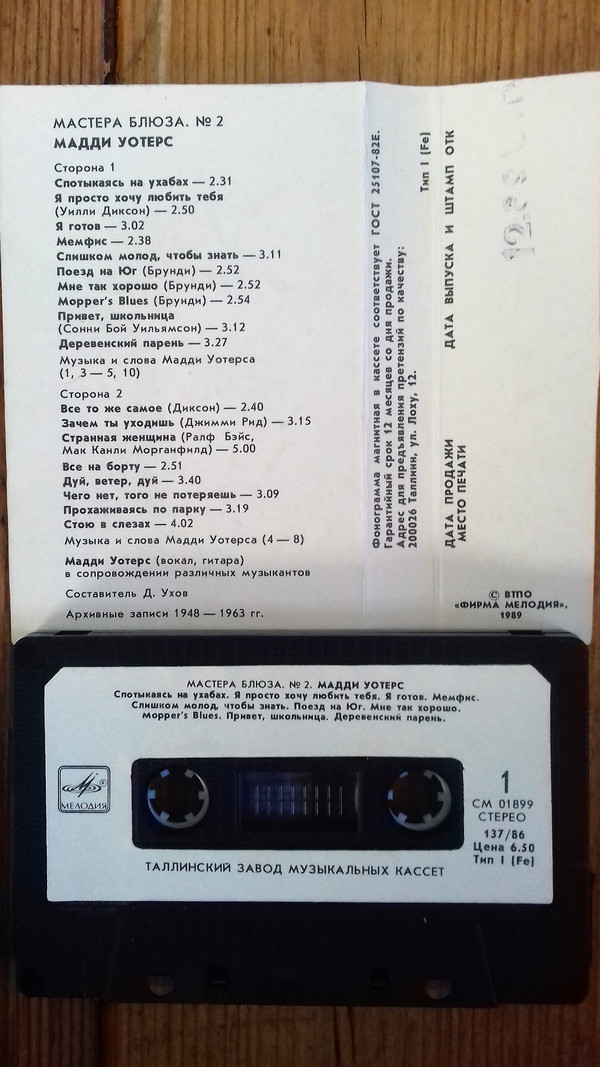 МАСТЕРА БЛЮЗА. № 2
МАДДИ УОТЕРС
Сторона 1
Спотыкаясь на ухабах — 2.31
Я просто хочу любить тебя
(Уилли Диксон) — 2.50
Я готов — 3.02
Мемфис — 2.38
Слишком молод, чтобы знать — 3.11
Поезд на Юг (Брунди) — 2.52
Мне так хорошо (Брунди) — 2.52
Mopper's Blues (Брунди) — 2.54
Привет, школьница
(Сонни Бой Уильямсон) — 3.12
Деревенский парень — 3.27
Музыка и слова Мадди Уотерса
(1, 3 — 5, 10)
Сторона 2
Все то же самое (Диксон) — 2.40
Зачем ты уходишь (Джимми Рид) — 3.15
Странная женщина (Ралф Бэйс,
Мак Канли Морганфилд) — 5.00
Все на борту — 2.51
Дуй, ветер, дуй — 3.40
Чего нет, того не потеряешь — 3.09
Прохаживаясь по парку — 3.19
Стою в слезах — 4.02
Музыка и слова Мадди Уотерса (4 — 8)
Мадди Уотерс (вокал, гитара)
в сопровождении различных музыкантов
Составитель Д. Ухов
Архивные записи 1948 — 1963 гг.
Фонограмма магнитная в кассете соответствует ГОСТ 25107-82Е.
Гарантийный срок 12 месяцев со дня продажи.
Адрес для предъявления претензий по качеству:
200026 Таллинн, ул. Лоху, 12.
Тип I (Fe)
ДАТА ПРОДАЖИ ДАТА ВЫПУСКА И ШТАМП ОТК
МЕСТО ПЕЧАТИ
© ВТПО
«ФИРМА МЕЛОДИЯ»,
1989
МАСТЕРА БЛЮЗА. № 2. МАДДИ УОТЕРС
Спотыкаясь на ухабах. Я просто хочу любить тебя. Я готов. Мемфис.
Слишком молод, чтобы знать. Поезд на Юг. Мне так хорошо.
Mopper's Blues. Привет, школьница. Деревенский парень.
МЕЛОДИЯ
1
СМ 01899
СТЕРЕО
137/86
Цена 6.50
Тип I (Fe)
ТАЛЛИНСКИЙ ЗАВОД МУЗЫКАЛЬНЫХ КАССЕТ